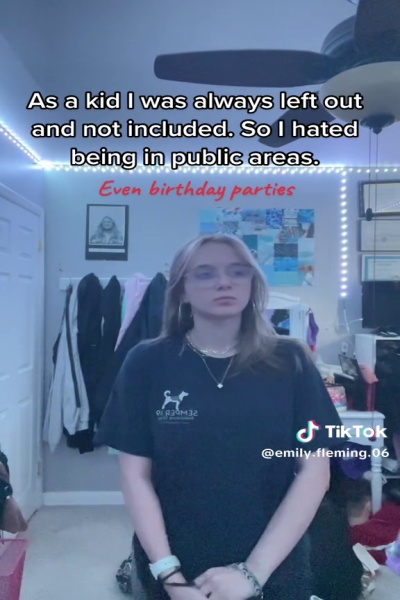 As a kid I was always left out
and not included. So I hated
being in public areas.
Even birthday parties
TikTok
@emily.fleming.06